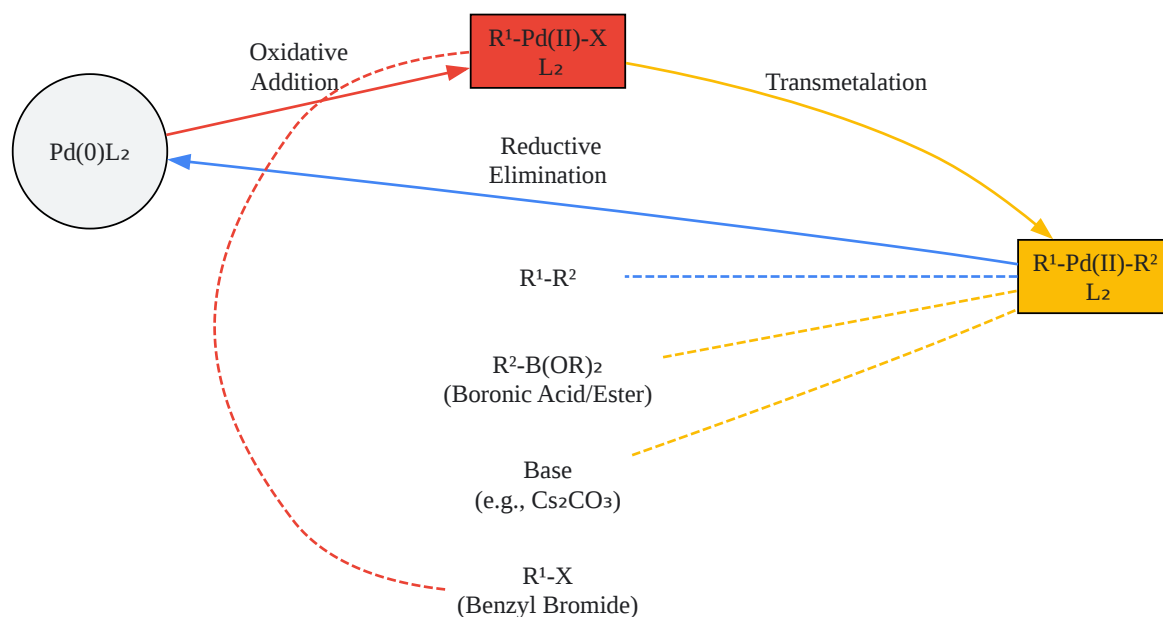 R¹-Pd(II)-X
L₂
Oxidative
Addition
Transmetalation
Pd(0)L₂
Reductive
Elimination
R¹-Pd(II)-R²
L₂
R¹-R²
R²-B(OR)₂
(Boronic Acid/Ester)
Base
(e.g., Cs₂CO₃)
R¹-X
(Benzyl Bromide)